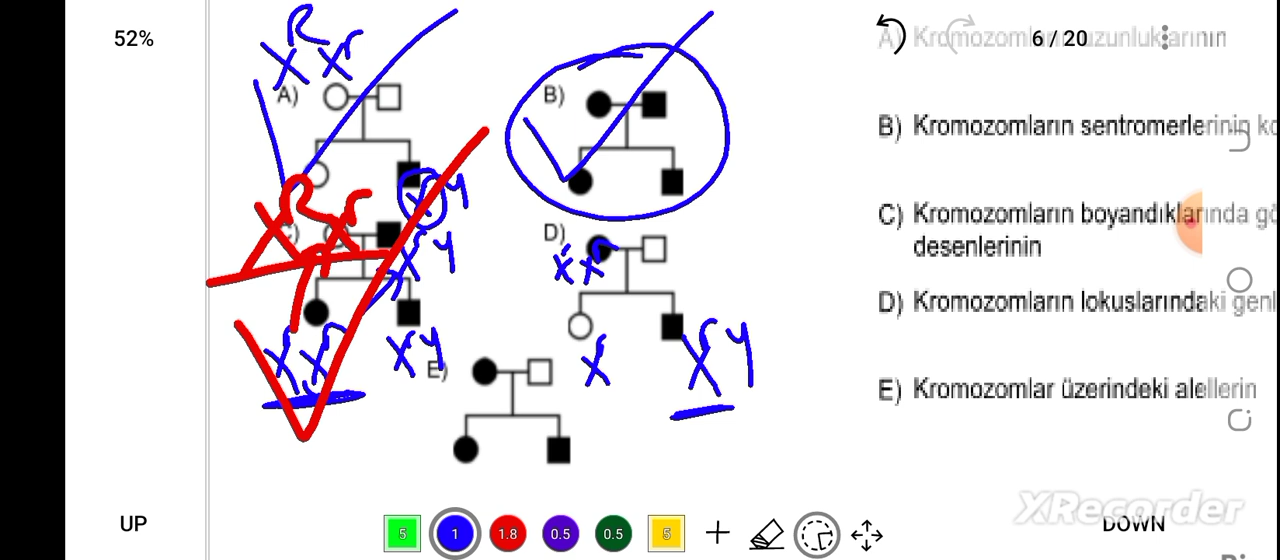 52%
X^R X^r
A)
B)
X^r y
C)
X^R X^r
X^r y
D)
X^r X^r
X^r X^r
X^r y
E)
X^r
X^r y
UP
5
1
1.8
0.5
0.5
5
A) Kromozomların uzunluklarının
6 / 20
B) Kromozomların sentromerlerinin
C) Kromozomların boyandıklarında
desenlerinin
D) Kromozomların lokuslarındaki
E) Kromozomlar üzerindeki alellerin
XRecorder
DOWN